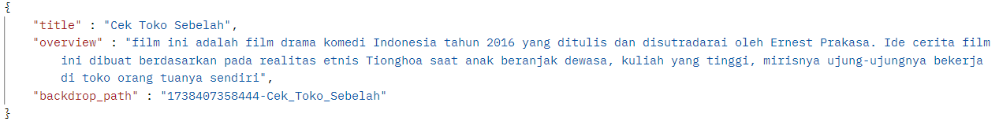 {
"title" : "Cek Toko Sebelah",
"overview" : "film ini adalah film drama komedi Indonesia tahun 2016 yang ditulis dan disutradarai oleh Ernest Prakasa. Ide cerita film
ini dibuat berdasarkan pada realitas etnis Tionghoa saat anak beranjak dewasa, kuliah yang tinggi, mirisnya ujung-ujungnya bekerja
di toko orang tuanya sendiri",
"backdrop_path" : "1738407358444-Cek_Toko_Sebelah"
}